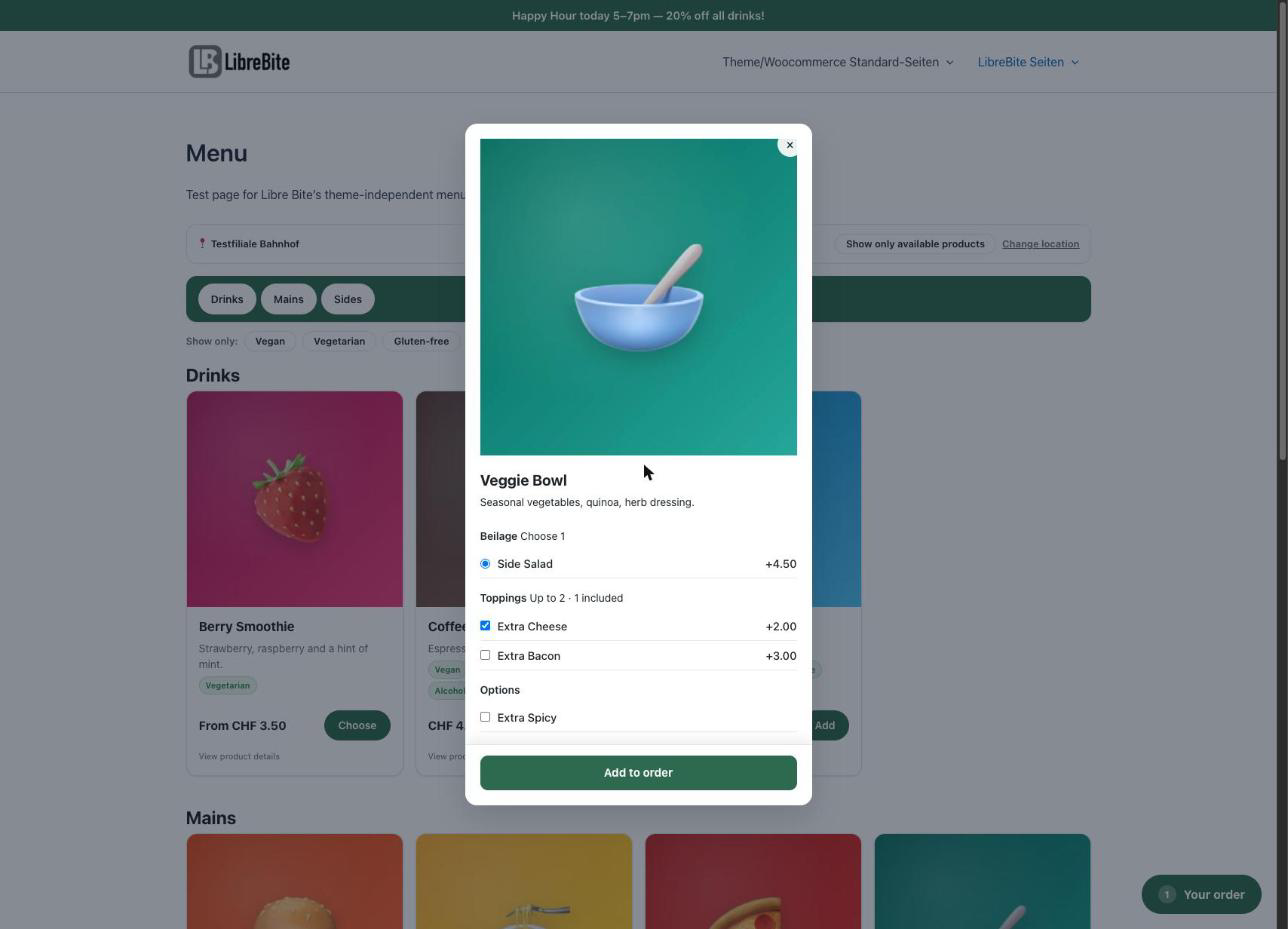 Happy Hour today 5–7pm — 20% off all drinks!
LB LibreBite
Theme/Woocommerce Standard-Seiten
LibreBite Seiten
Menu
Test page for Libre Bite's theme-independent menu
Testfiliale Bahnhof
Show only available products
Change location
Drinks
Mains
Sides
Show only:
Vegan
Vegetarian
Gluten-free
Drinks
Berry Smoothie
Strawberry, raspberry and a hint of
mint.
Vegetarian
From CHF 3.50
Choose
View product details
Vegan
CHF 4.
Add
×
Veggie Bowl
Seasonal vegetables, quinoa, herb dressing.
Beilage Choose 1
Side Salad +4.50
Toppings Up to 2 · 1 included
Extra Cheese +2.00
Extra Bacon +3.00
Options
Extra Spicy
Add to order
Mains
1 Your order